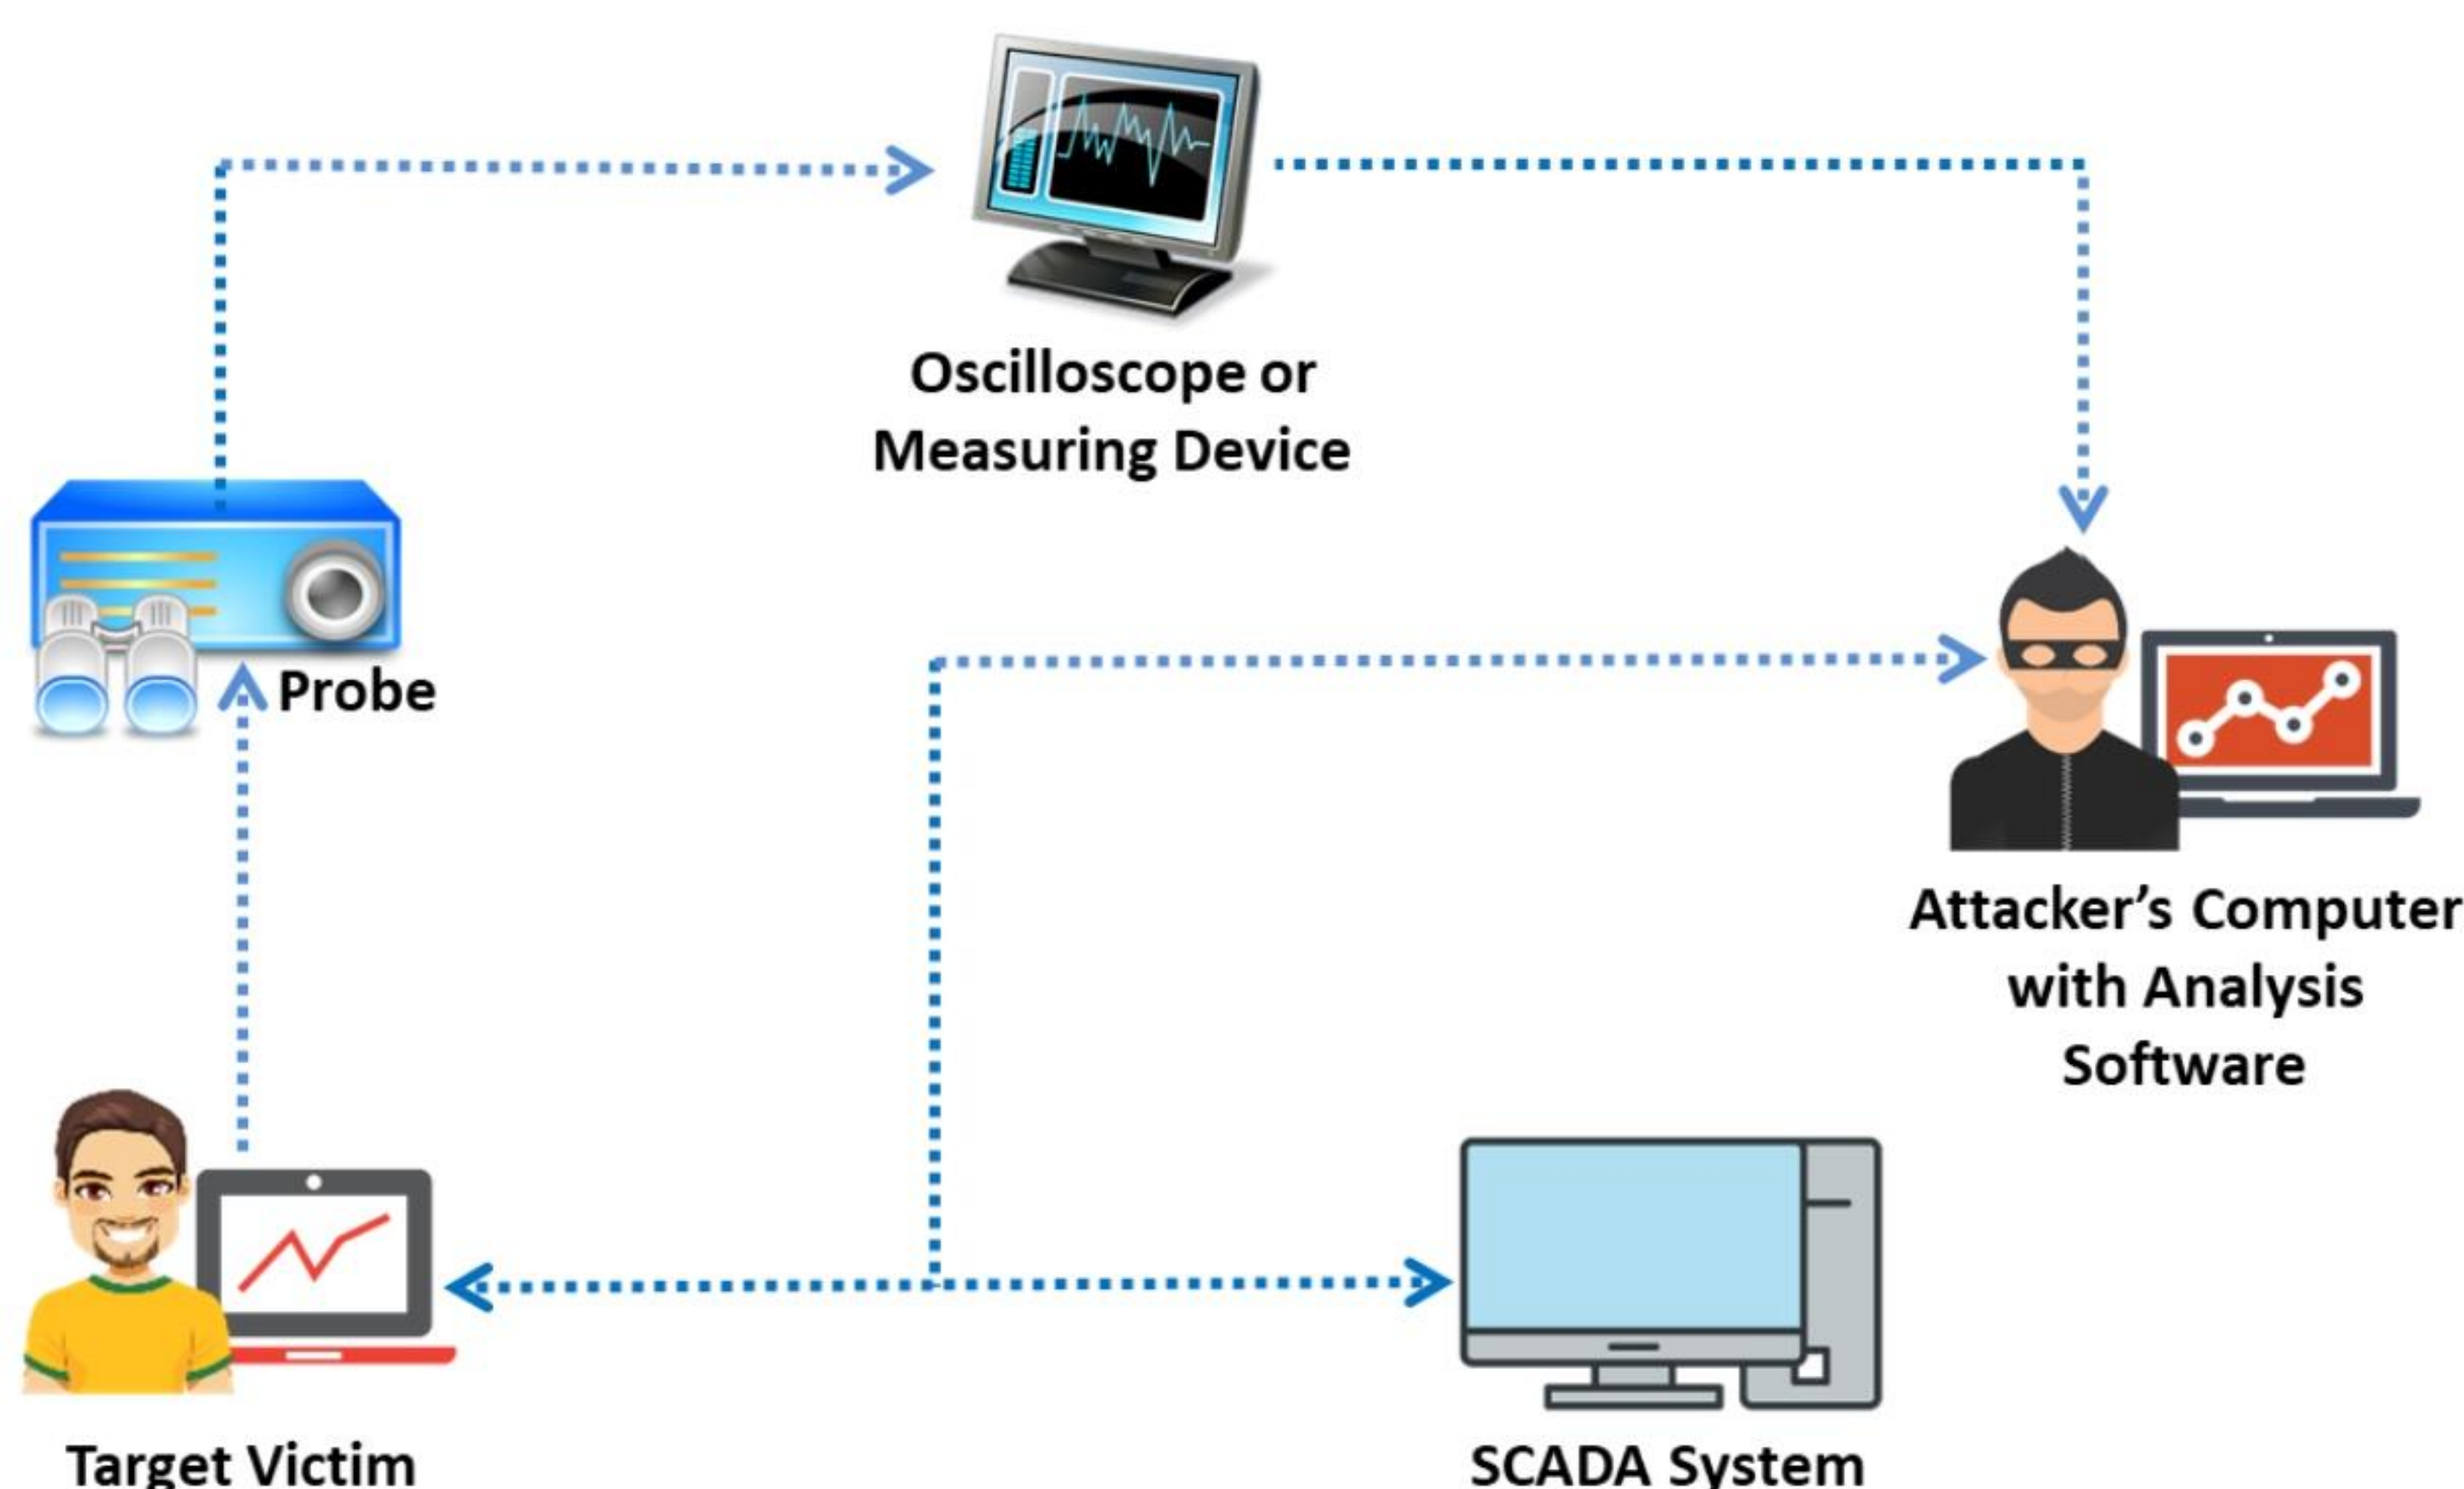 Oscilloscope or
Measuring Device
Probe
Attacker’s Computer
with Analysis
Software
Target Victim
SCADA System